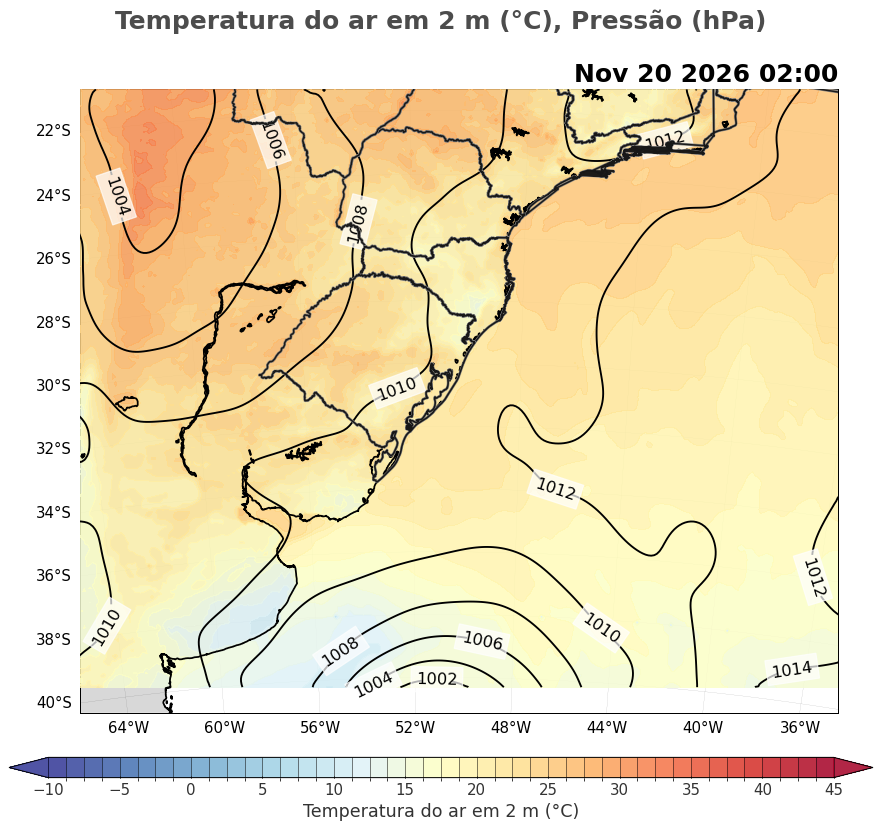 Temperatura do ar em 2 m (°C), Pressão (hPa)
Nov 20 2026 02:00
22°S
24°S
26°S
28°S
30°S
32°S
34°S
36°S
38°S
40°S
1004
1006
1008
1012
1010
1012
1012
1010
1008
1006
1010
1004
1002
1014
64°W 60°W 56°W 52°W 48°W 44°W 40°W 36°W
−10 −5 0 5 10 15 20 25 30 35 40 45
Temperatura do ar em 2 m (°C)